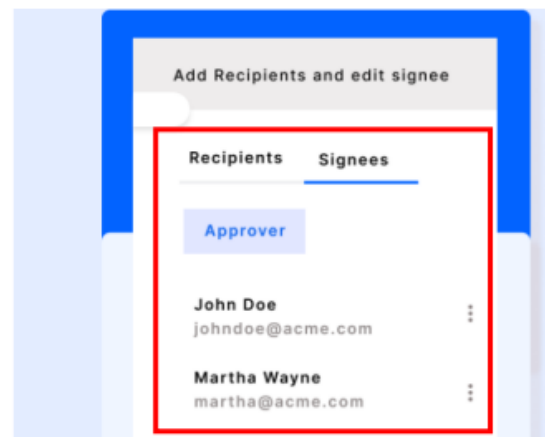 Add Recipients and edit signee
Recipients Signees
Approver
John Doe
johndoe@acme.com
Martha Wayne
martha@acme.com